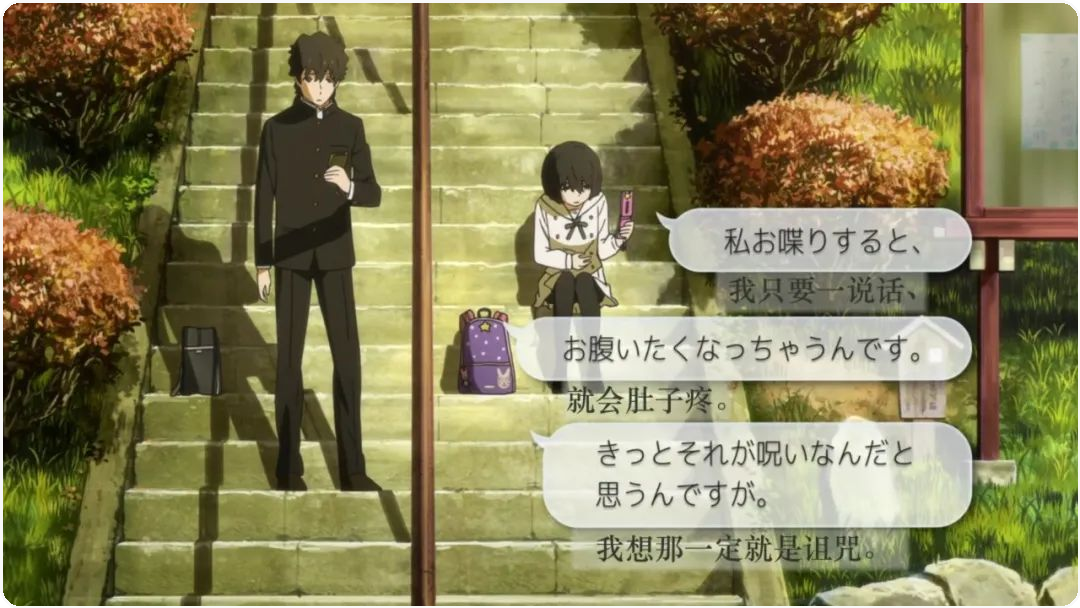 私お喋りすると、
我只要一说话、
お腹いたくなっちゃうんです。
就会肚子疼。
きっとそれが呪いなんだと
思うんですが。
我想那一定就是诅咒。